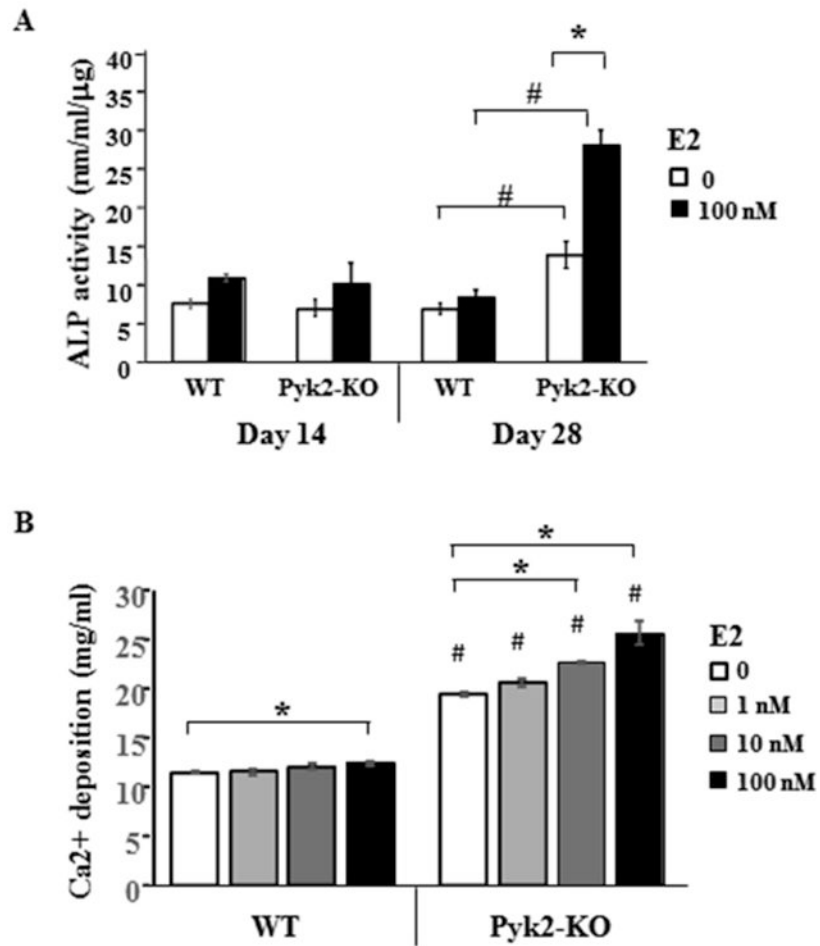 A
*
#
#
ALP activity (nm/ml/μg)
40
35
30
25
20
15
10
5
0
E2
0
100 nM
WT Pyk2-KO WT Pyk2-KO
Day 14 Day 28
B
*
*
#
#
#
#
*
Ca2+ deposition (mg/ml)
30
25
20
15
10
5
0
E2
0
1 nM
10 nM
100 nM
WT Pyk2-KO